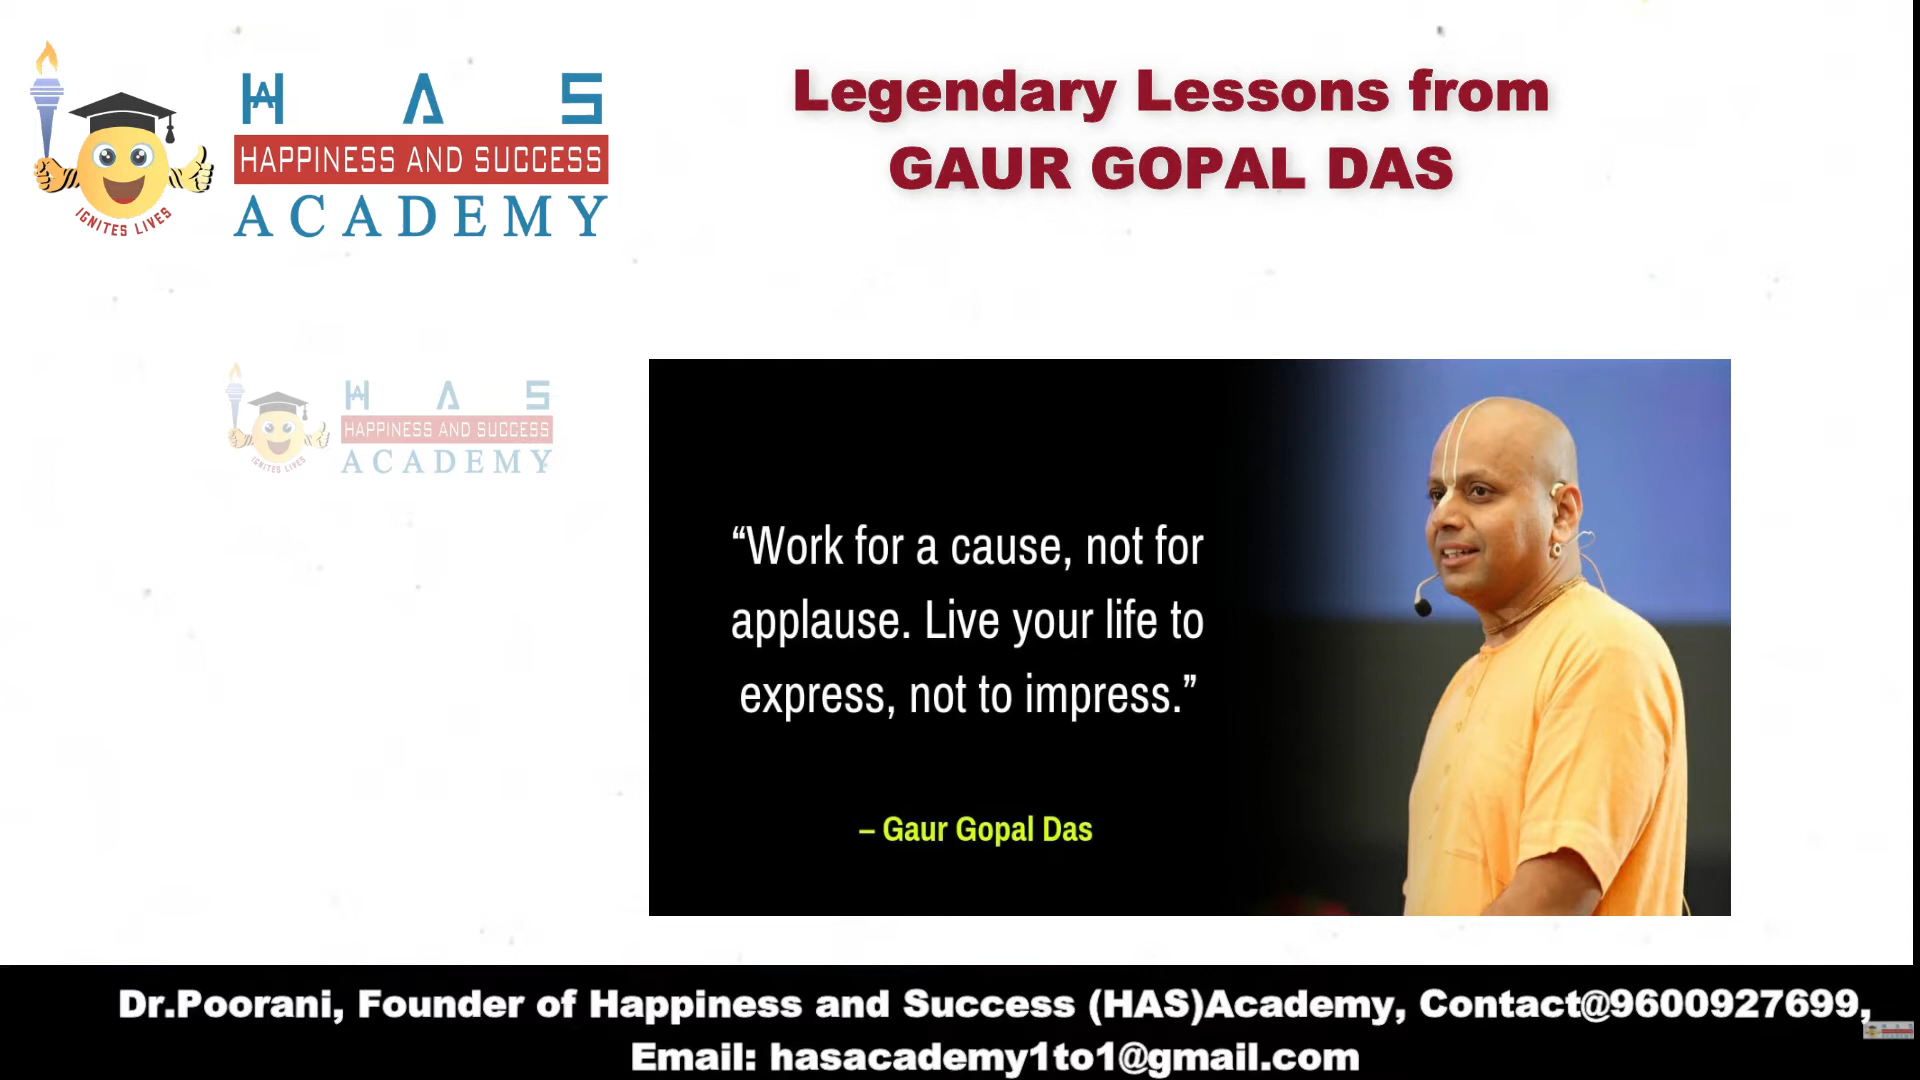 H A S
HAPPINESS AND SUCCESS
ACADEMY
IGNITES LIVES
Legendary Lessons from
GAUR GOPAL DAS
H A S
HAPPINESS AND SUCCESS
ACADEMY
IGNITES LIVES
“Work for a cause, not for
applause. Live your life to
express, not to impress.”
– Gaur Gopal Das
Dr.Poorani, Founder of Happiness and Success (HAS)Academy, Contact@9600927699,
Email: hasacademy1to1@gmail.com